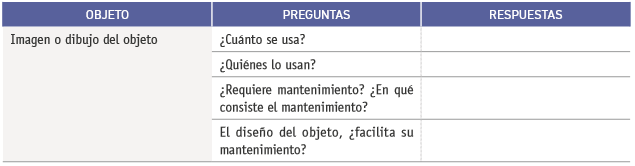 OBJETO PREGUNTAS RESPUESTAS
Imagen o dibujo del objeto
¿Cuánto se usa?
¿Quiénes lo usan?
¿Requiere mantenimiento? ¿En qué
consiste el mantenimiento?
El diseño del objeto, ¿facilita su
mantenimiento?